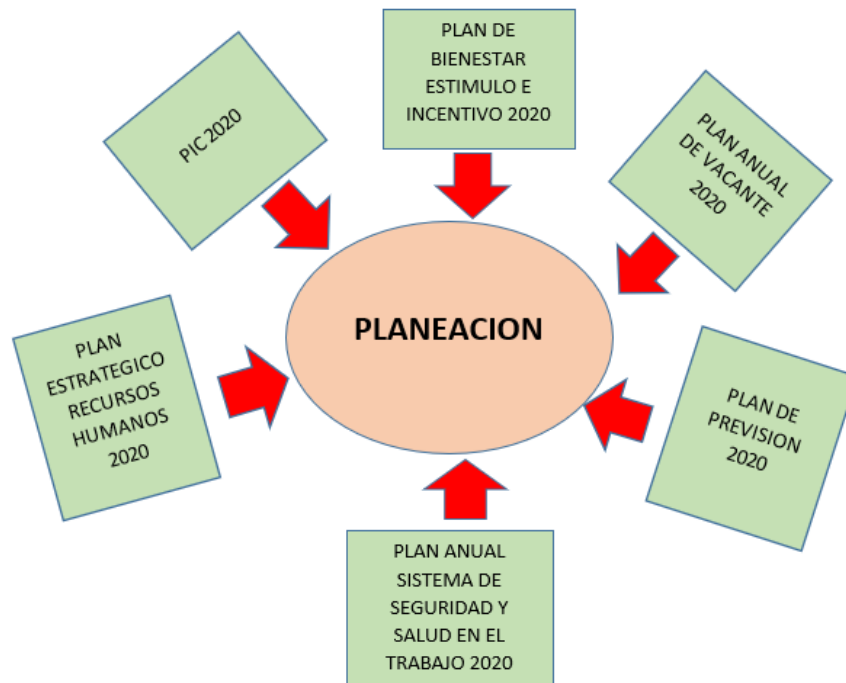 PLAN DE
BIENESTAR
ESTIMULO E
INCENTIVO 2020
PIC 2020
PLAN ANUAL
DE VACANTE
2020
PLANEACION
PLAN
ESTRATEGICO
RECURSOS
HUMANOS
2020
PLAN DE
PREVISION
2020
PLAN ANUAL
SISTEMA DE
SEGURIDAD Y
SALUD EN EL
TRABAJO 2020